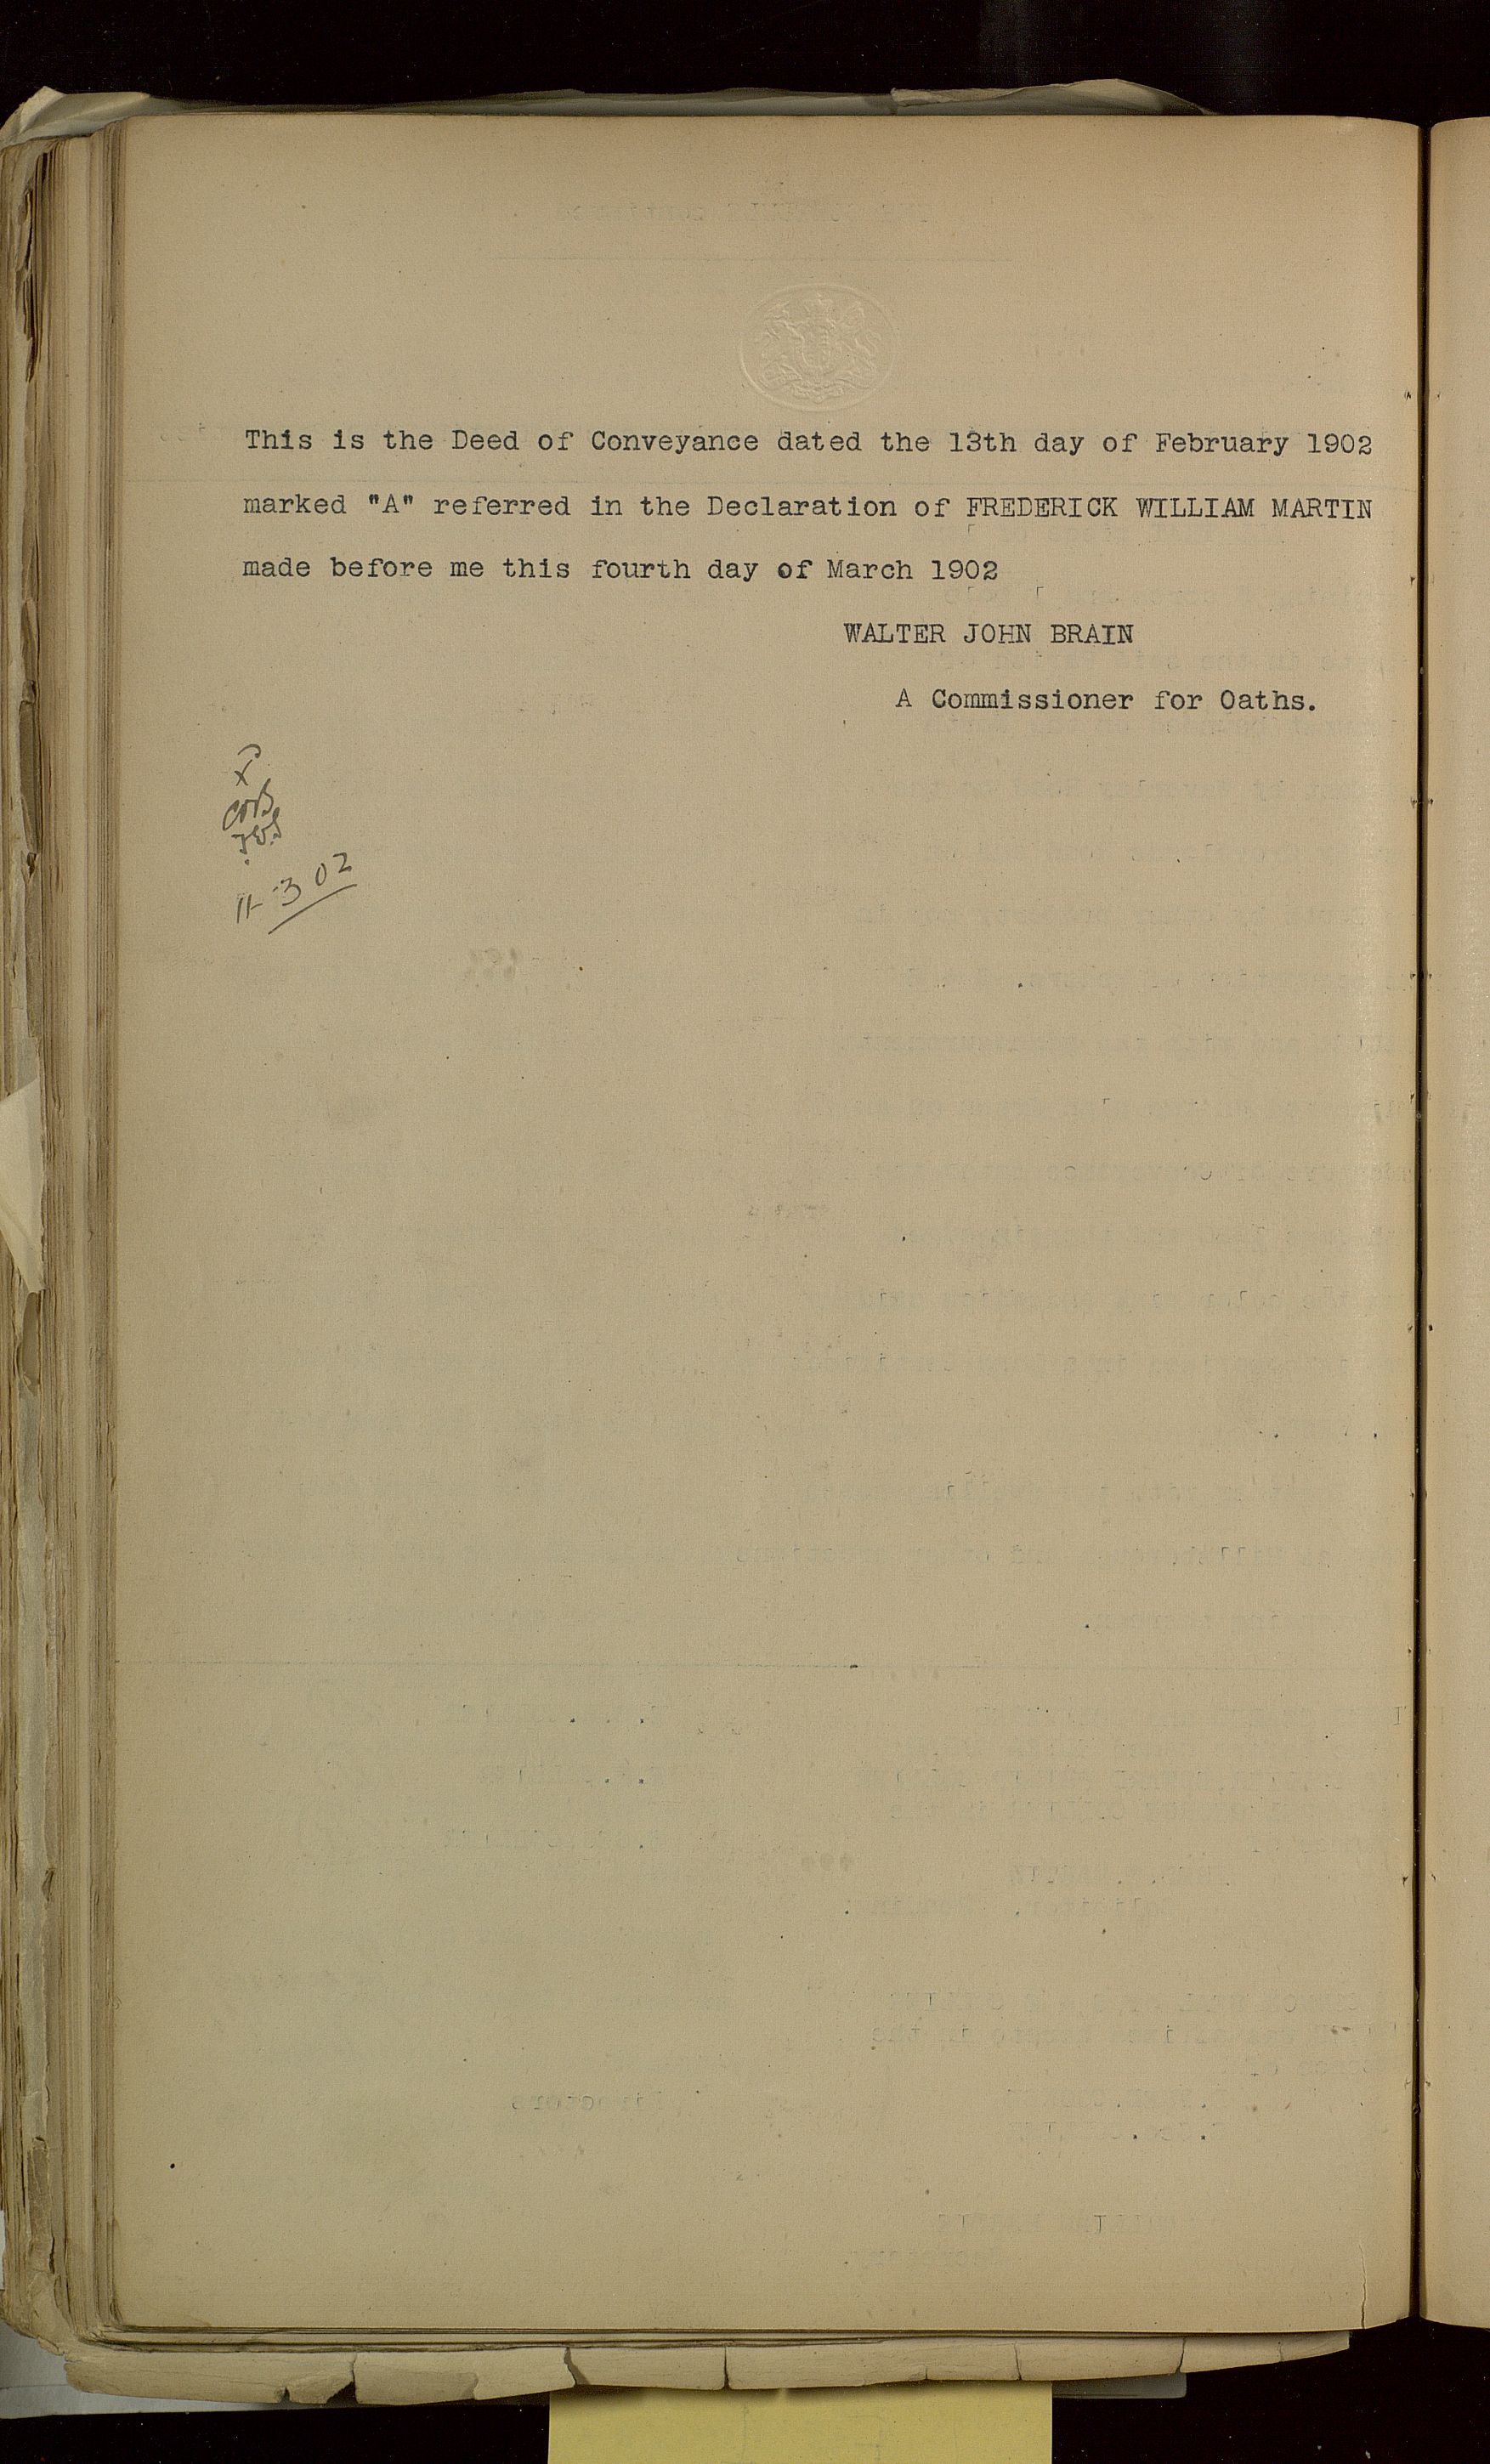 This is the Deed of Conveyance dated the 13th day of February 1902
marked "A" referred in the Declaration of FREDERICK WILLIAM MARTIN
made before me this fourth day of March 1902
WALTER JOHN BRAIN
A Commissioner for Oaths.
11-3 02